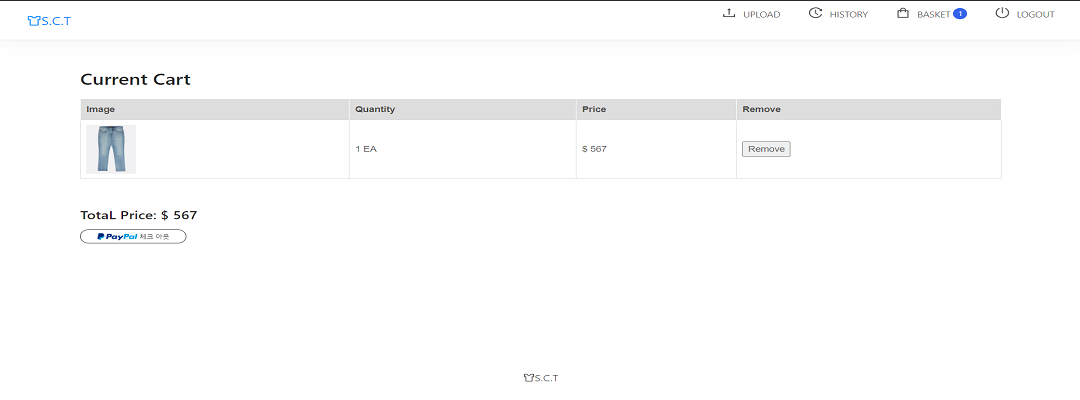 S.C.T
UPLOAD HISTORY BASKET 1 LOGOUT
Current Cart
Image Quantity Price Remove
1 EA $ 567 Remove
TotaL Price: $ 567
PayPal 체크 아웃
S.C.T